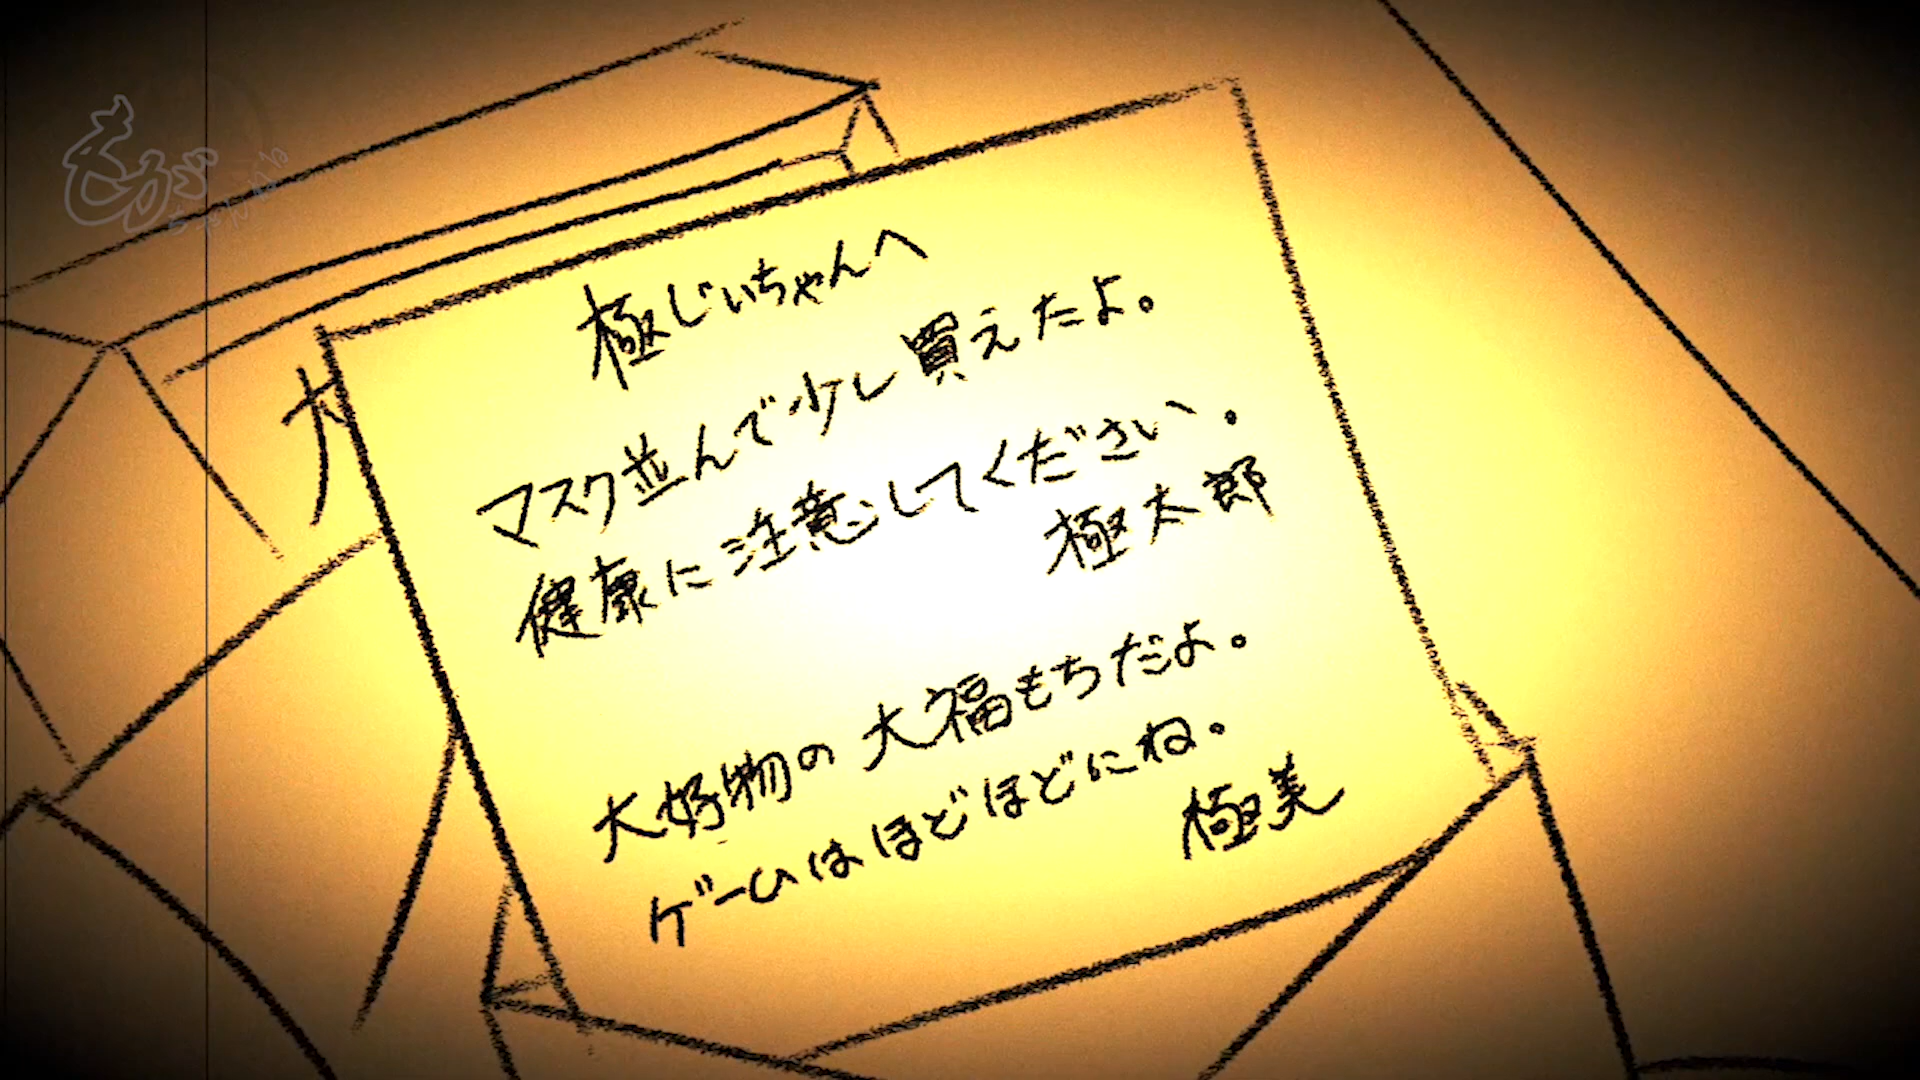 極じいちゃんへ
マスク並んで少し買えたよ。
健康に注意してください。
極太郎
大好物の大福もちだよ。
ゲームはほどほどにね。
極美